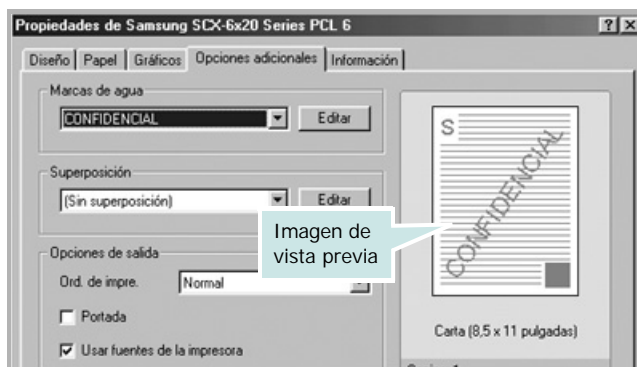 Propiedades de Samsung SCX-6x20 Series PCL 6
Diseño Papel Gráficos Opciones adicionales Información
Marcas de agua
CONFIDENCIAL Editar
Superposición
(Sin superposición) Editar
Imagen de
vista previa
Opciones de salida
Ord. de impre. Normal
Portada
Usar fuentes de la impresora
S
CONFIDENCIAL
Carta (8,5 x 11 pulgadas)